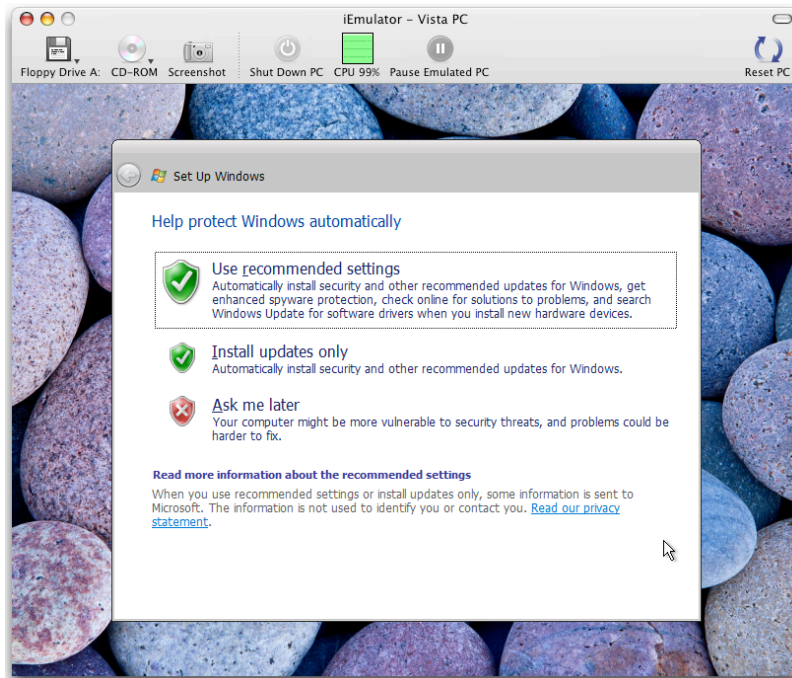 iEmulator – Vista PC
Floppy Drive A: CD-ROM Screenshot Shut Down PC CPU 99% Pause Emulated PC Reset PC
Set Up Windows
Help protect Windows automatically
Use recommended settings
Automatically install security and other recommended updates for Windows, get
enhanced spyware protection, check online for solutions to problems, and search
Windows Update for software drivers when you install new hardware devices.
Install updates only
Automatically install security and other recommended updates for Windows.
Ask me later
Your computer might be more vulnerable to security threats, and problems could be
harder to fix.
Read more information about the recommended settings
When you use recommended settings or install updates only, some information is sent to
Microsoft. The information is not used to identify you or contact you. Read our privacy
statement.